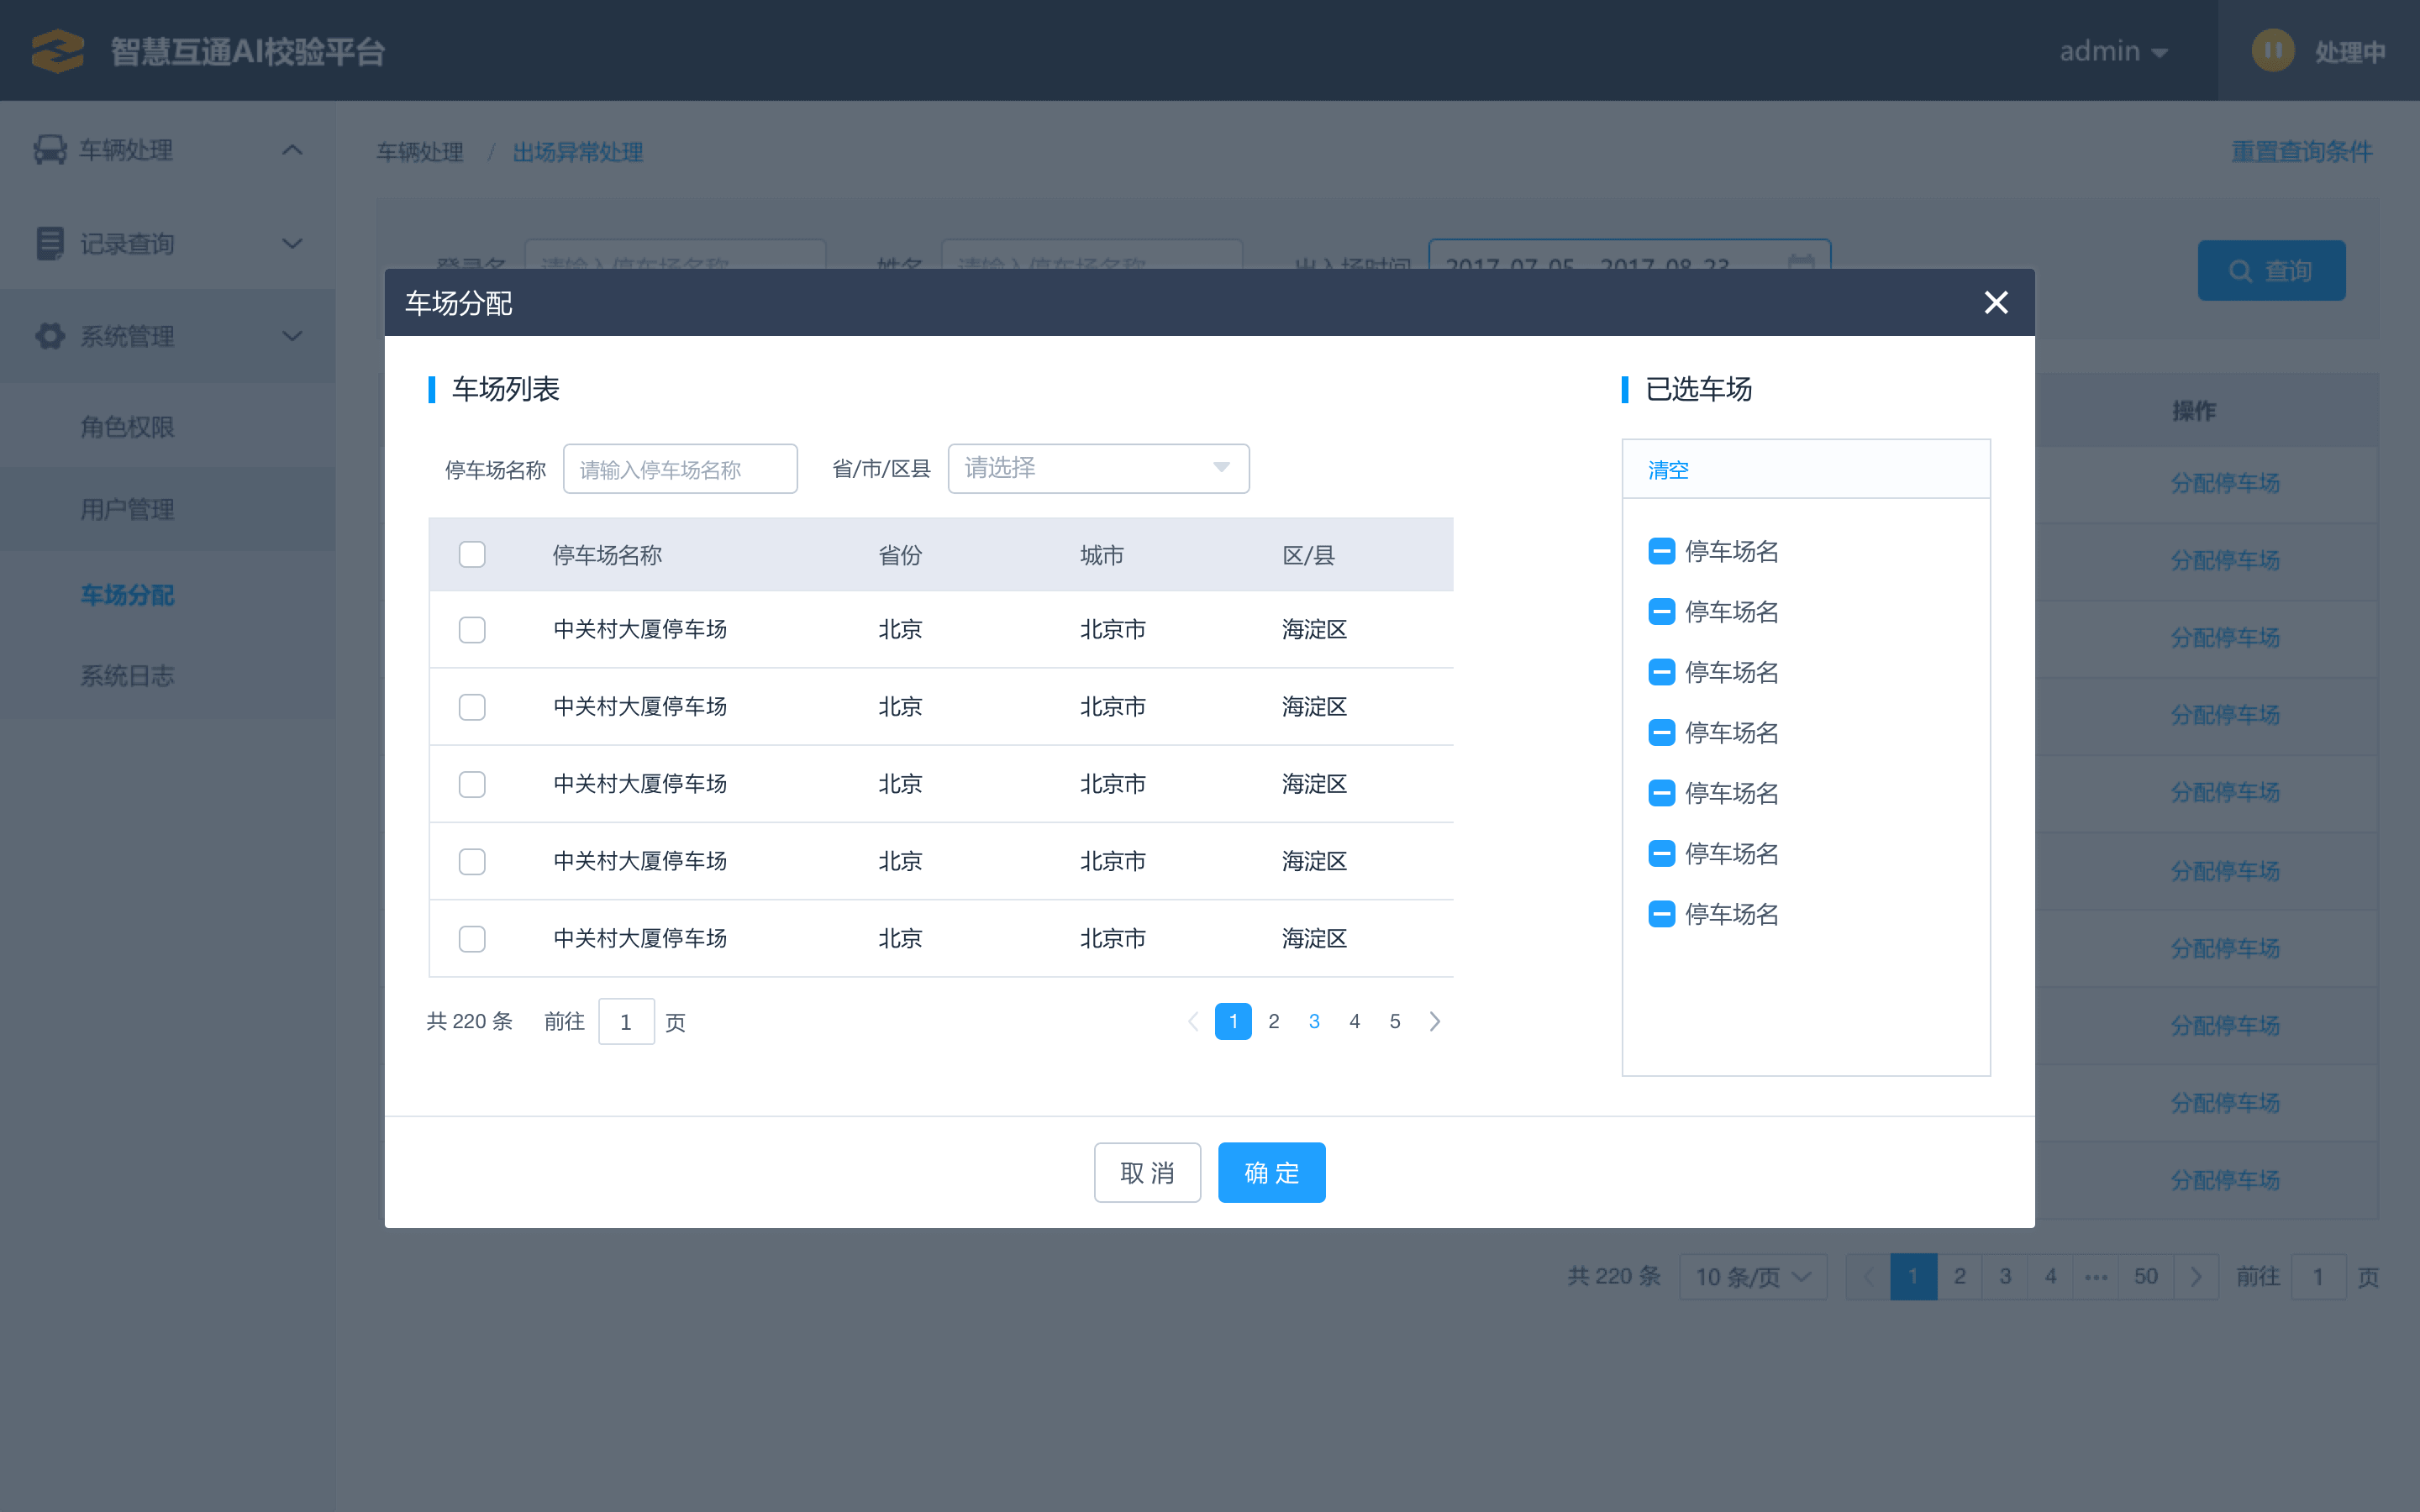 智慧互通AI校验平台
admin
处理中
车辆处理
记录查询
系统管理
角色权限
用户管理
车场分配
系统日志
车辆处理 / 出场异常处理
重置查询条件
登录名 请输入停车场名称 姓名 请输入停车场名称 出入场时间 2017-07-05 - 2017-08-23
查询
操作
分配停车场
分配停车场
分配停车场
分配停车场
分配停车场
分配停车场
分配停车场
分配停车场
分配停车场
分配停车场
车场分配
车场列表
停车场名称 请输入停车场名称 省/市/区县 请选择
停车场名称 省份 城市 区/县
中关村大厦停车场 北京 北京市 海淀区
中关村大厦停车场 北京 北京市 海淀区
中关村大厦停车场 北京 北京市 海淀区
中关村大厦停车场 北京 北京市 海淀区
中关村大厦停车场 北京 北京市 海淀区
共 220 条 前往 1 页 1 2 3 4 5
已选车场
清空
停车场名
停车场名
停车场名
停车场名
停车场名
停车场名
停车场名
取 消 确 定
共 220 条 10 条/页 1 2 3 4 ••• 50 前往 1 页